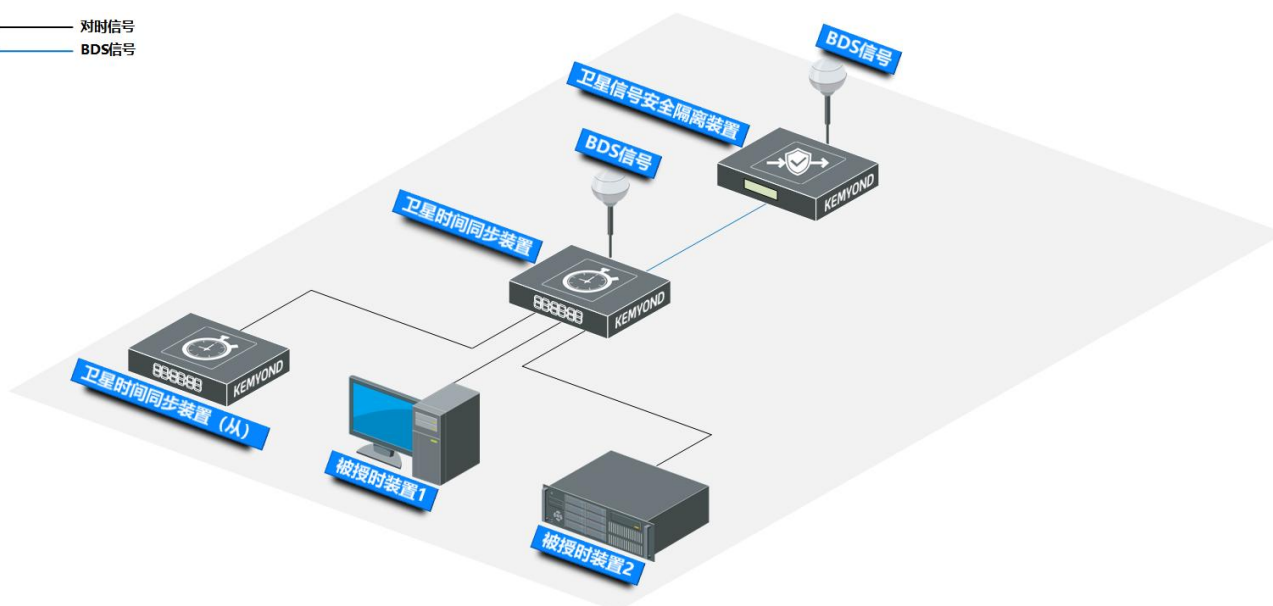 对时信号
BDS信号
BDS信号
卫星信号安全隔离装置
KEMYOND
BDS信号
卫星时间同步装置
888888
KEMYOND
888888
KEMYOND
卫星时间同步装置（从）
被授时装置1
被授时装置2